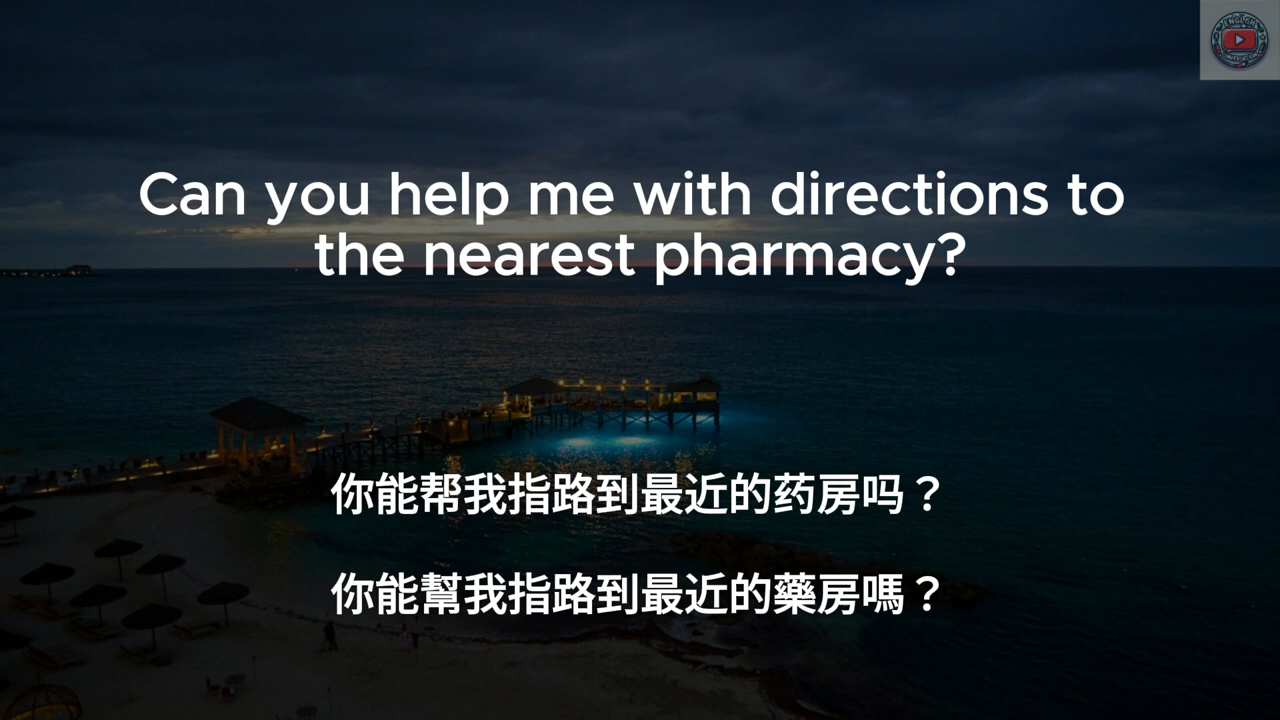 Can you help me with directions to
the nearest pharmacy?
你能帮我指路到最近的药房吗？
你能幫我指路到最近的藥房嗎？